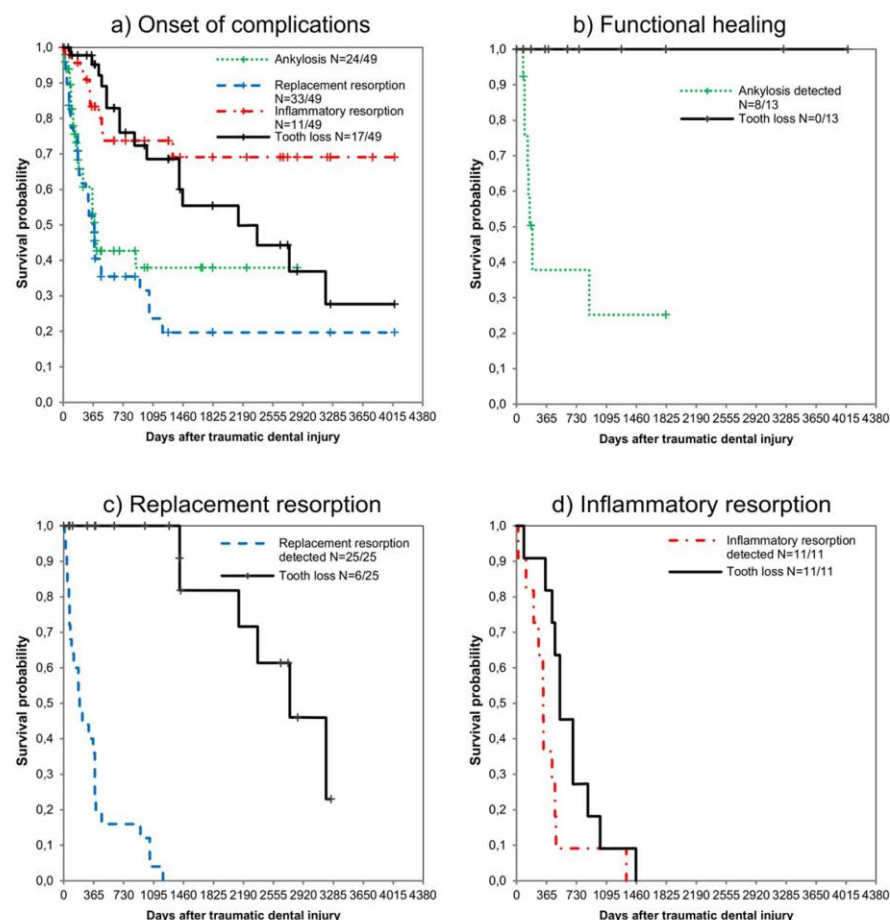 a) Onset of complications
1,0
0,9
0,8
0,7
0,6
0,5
0,4
0,3
0,2
0,1
0,0
Survival probability
Ankylosis N=24/49
Replacement resorption
N=33/49
Inflammatory resorption
N=11/49
Tooth loss N=17/49
0 365 730 1095 1460 1825 2190 2555 2920 3285 3650 4015 4380
Days after traumatic dental injury
b) Functional healing
1,0
0,9
0,8
0,7
0,6
0,5
0,4
0,3
0,2
0,1
0,0
Survival probability
Ankylosis detected
N=8/13
Tooth loss N=0/13
0 365 730 1095 1460 1825 2190 2555 2920 3285 3650 4015 4380
Days after traumatic dental injury
c) Replacement resorption
1,0
0,9
0,8
0,7
0,6
0,5
0,4
0,3
0,2
0,1
0,0
Survival probability
Replacement resorption
detected N=25/25
Tooth loss N=6/25
0 365 730 1095 1460 1825 2190 2555 2920 3285 3650 4015 4380
Days after traumatic dental injury
d) Inflammatory resorption
1,0
0,9
0,8
0,7
0,6
0,5
0,4
0,3
0,2
0,1
0,0
Survival probability
Inflammatory resorption
detected N=11/11
Tooth loss N=11/11
0 365 730 1095 1460 1825 2190 2555 2920 3285 3650 4015 4380
Days after traumatic dental injury